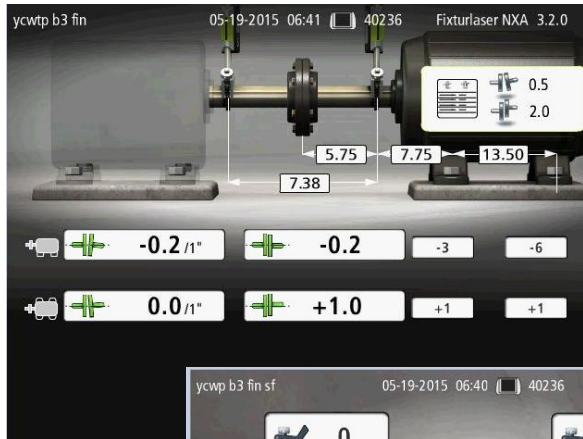 ycwtp b3 fin 05-19-2015 06:41 40236 Fixturlaser NXA 3.2.0
0.5
2.0
5.75 7.75 13.50
7.38
-0.2 /1" -0.2 -3 -6
0.0 /1" +1.0 +1 +1
ycwtp b3 fin sf 05-19-2015 06:40 40236
0